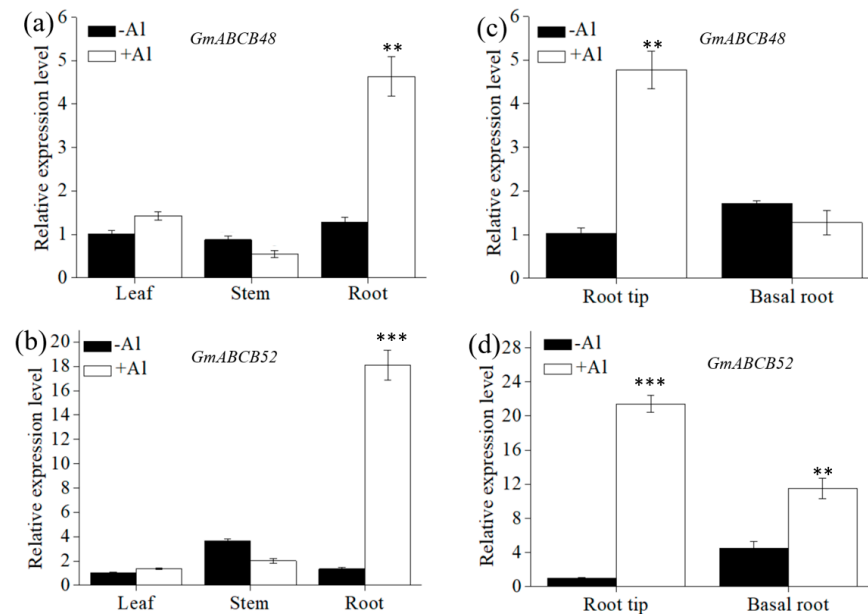 (a)
-Al
+Al
GmABCB48
**
Relative expression level
6
5
4
3
2
1
0
Leaf Stem Root
(c)
-Al
+Al
GmABCB48
**
Relative expression level
6
5
4
3
2
1
0
Root tip Basal root
(b)
-Al
+Al
GmABCB52
***
Relative expression level
20
18
16
14
12
10
8
6
4
2
0
Leaf Stem Root
(d)
-Al
+Al
GmABCB52
***
**
Relative expression level
28
24
20
16
12
8
4
0
Root tip Basal root